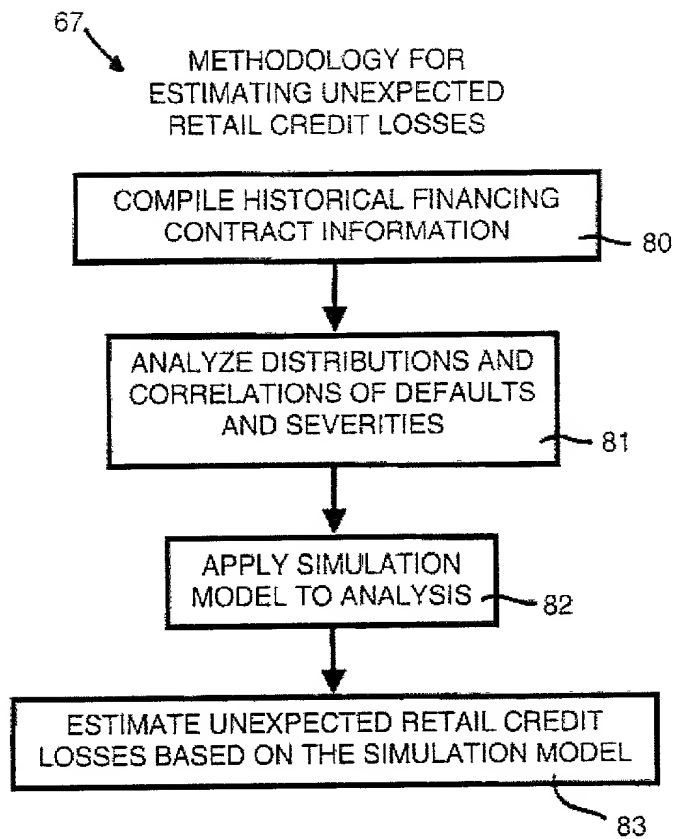 67
METHODOLOGY FOR
ESTIMATING UNEXPECTED
RETAIL CREDIT LOSSES
COMPILE HISTORICAL FINANCING
CONTRACT INFORMATION
80
ANALYZE DISTRIBUTIONS AND
CORRELATIONS OF DEFAULTS
AND SEVERITIES
81
APPLY SIMULATION
MODEL TO ANALYSIS
82
ESTIMATE UNEXPECTED RETAIL CREDIT
LOSSES BASED ON THE SIMULATION MODEL
83